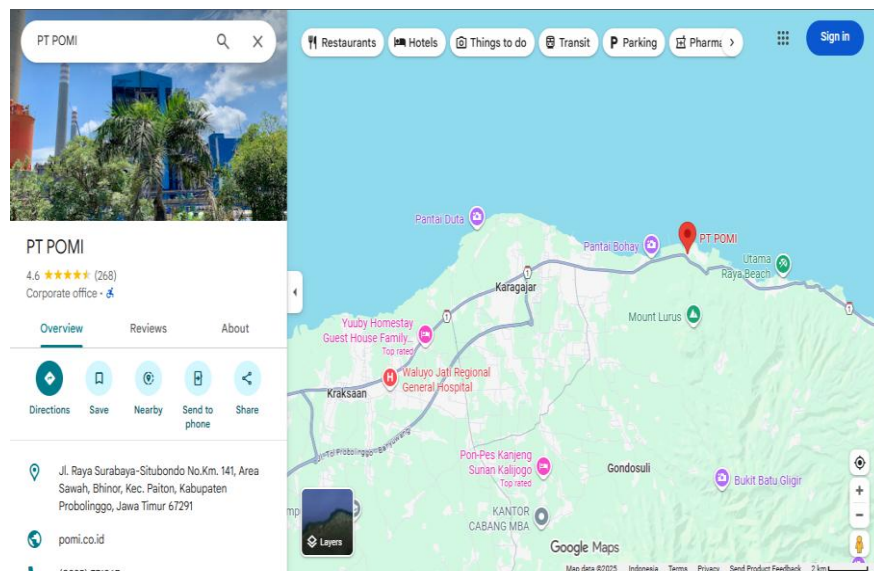 PT POMI
Restaurants
Hotels
Things to do
Transit
P Parking
Pharma
Sign in
PT POMI
4.6 (268)
Corporate office
Overview
Reviews
About
Directions
Save
Nearby
Send to
phone
Share
Jl. Raya Surabaya-Situbondo No.Km. 141, Area
Sawah, Bhinor, Kec. Paiton, Kabupaten
Probolinggo, Jawa Timur 67291
pomi.co.id
Pantai Duta
Pantai Bohay
PT POMI
Utama
Raya Beach
1
Karagajar
Mount Lurus
1
1
Yuuby Homestay
Guest House Family...
Top rated
H
Waluyo Jati Regional
General Hospital
Kraksaan
Pon-Pes Kanjeng
Sunan Kalijogo
Top rated
Gondosuli
Bukit Batu Gligir
KANTOR
CABANG MBA
Layers
Google Maps
Map data ©2025
Indonesia
Terms
Privacy
Send Product Feedback
2 km